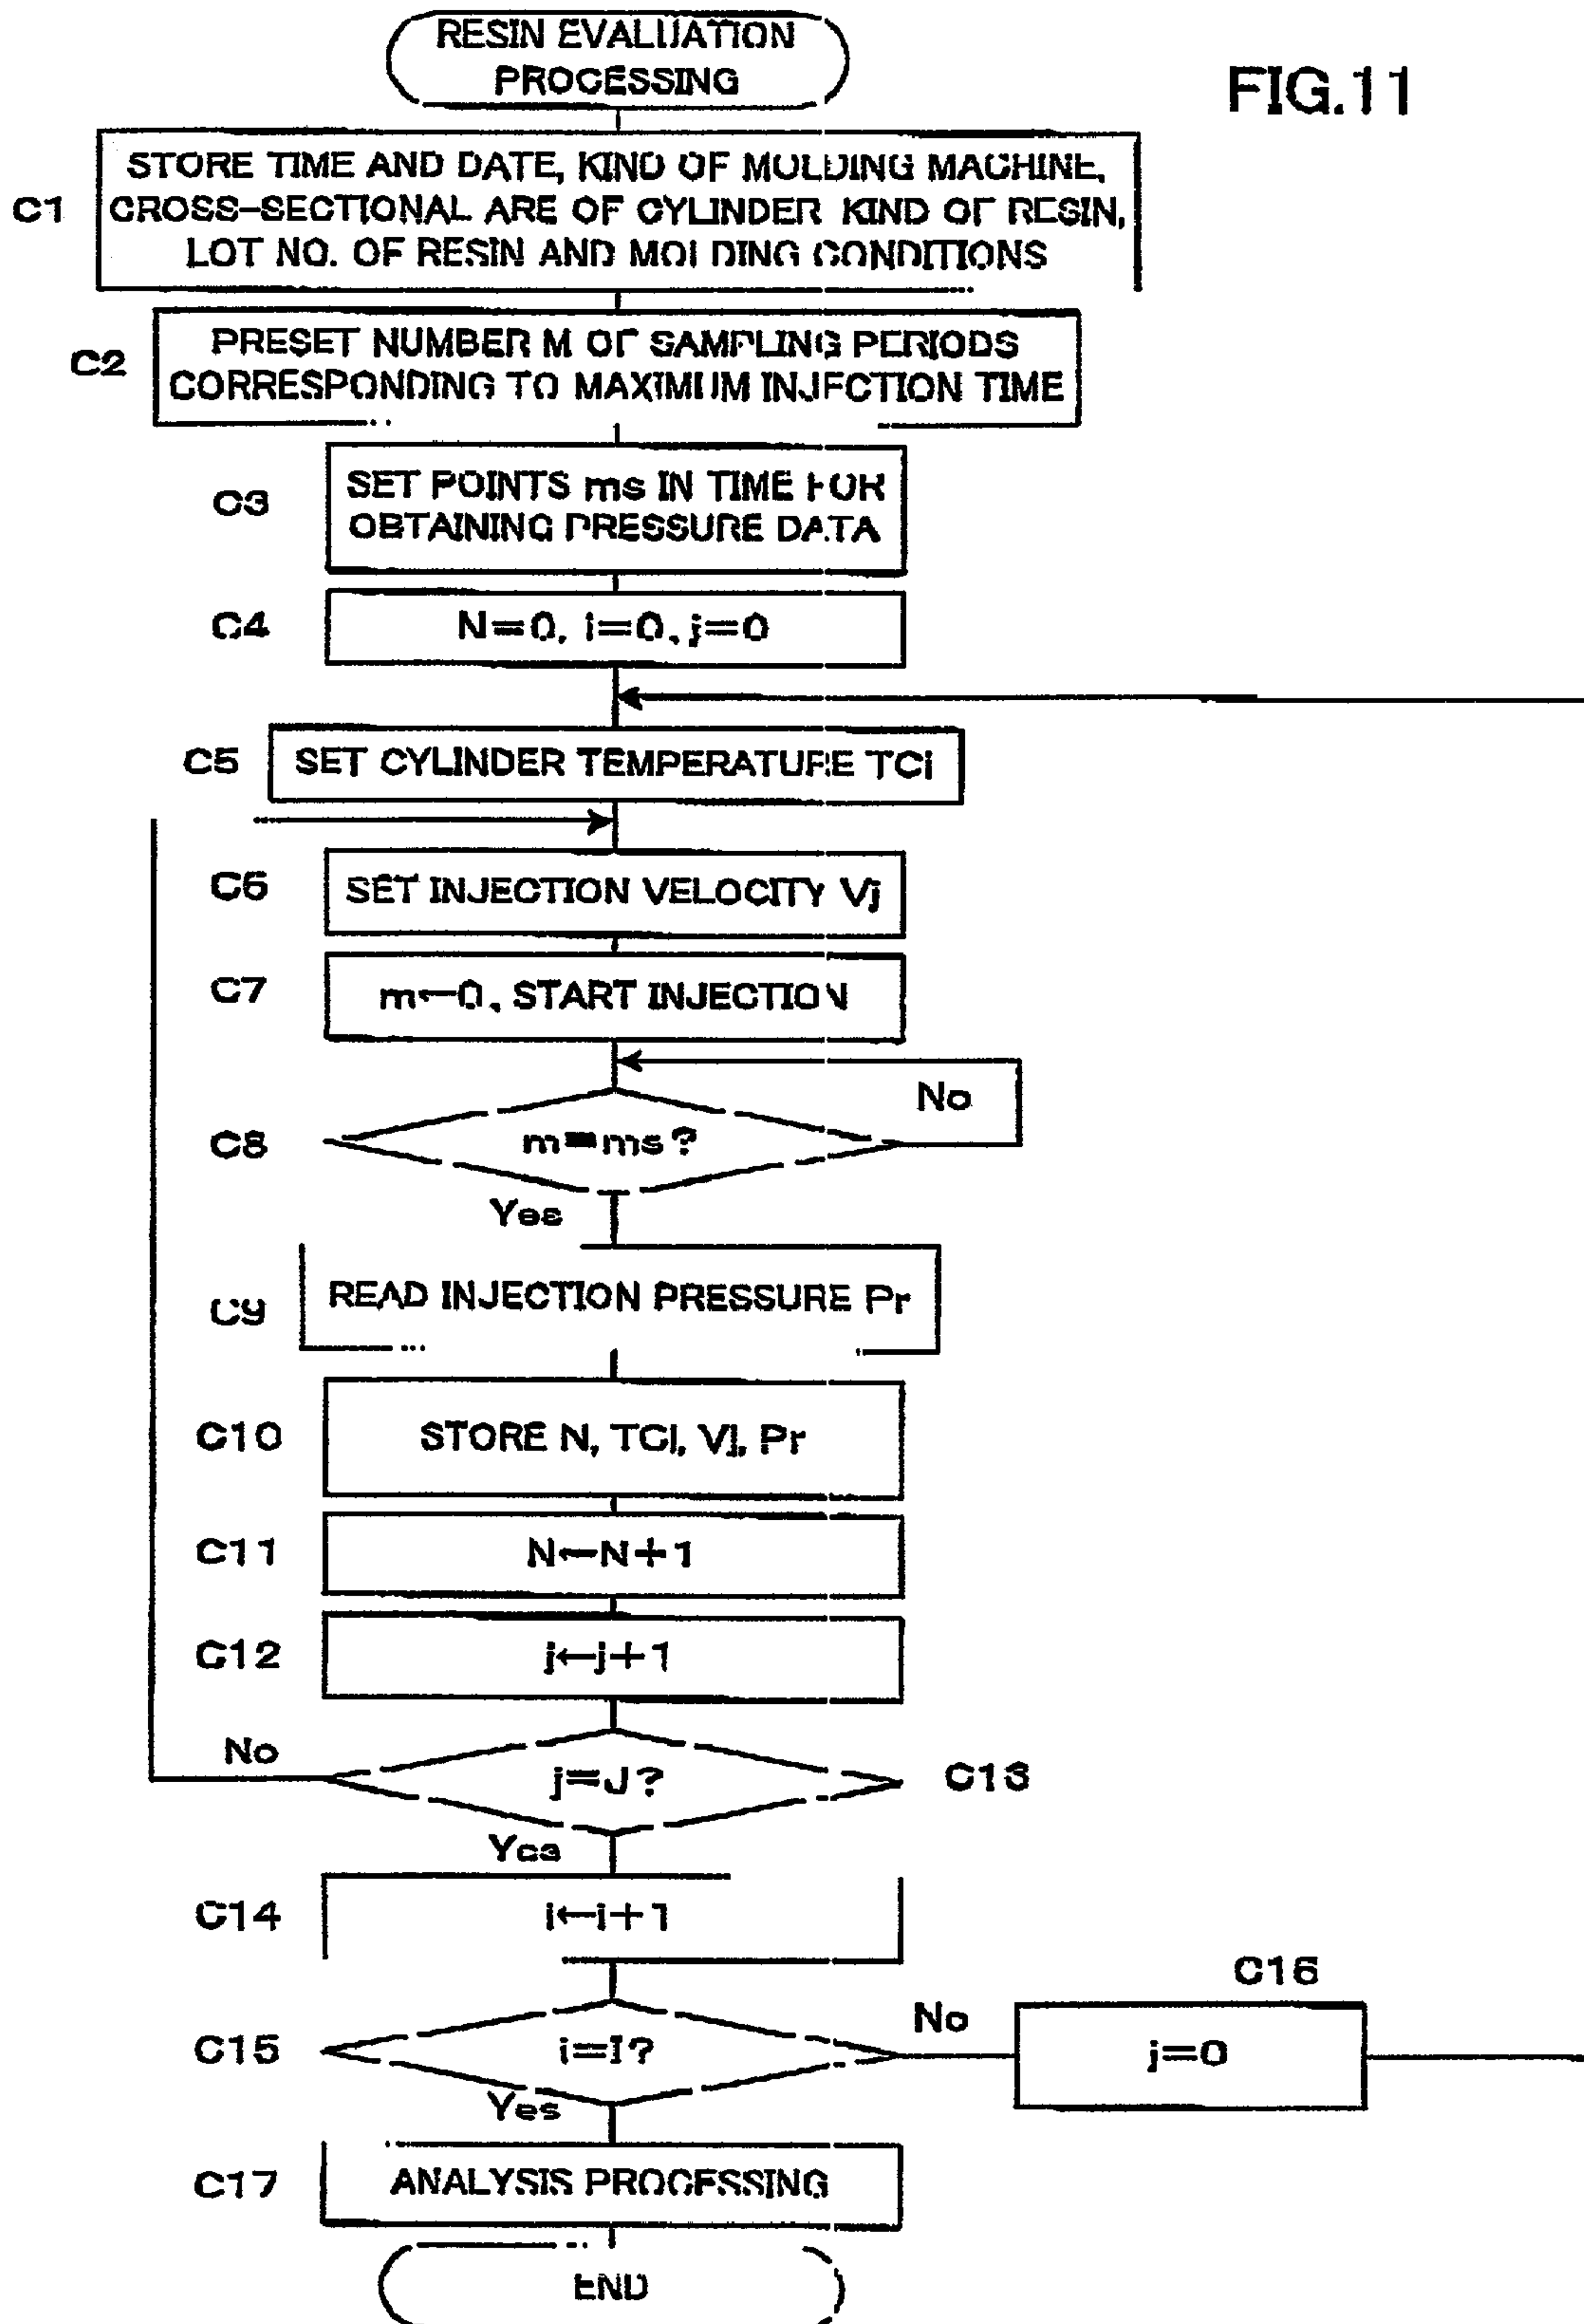 RESIN EVALUATION
PROCESSING
FIG.11
C1
STORE TIME AND DATE, KIND OF MOLDING MACHINE,
CROSS-SECTIONAL ARE OF CYLINDER KIND OF RESIN,
LOT NO. OF RESIN AND MOLDING CONDITIONS
C2
PRESET NUMBER M OF SAMPLING PERIODS
CORRESPONDING TO MAXIMUM INJECTION TIME
C3
SET POINTS ms IN TIME FOR
OBTAINING PRESSURE DATA
C4
N=0, i=0, j=0
C5
SET CYLINDER TEMPERATURE TCi
C6
SET INJECTION VELOCITY Vj
C7
m←0, START INJECTION
No
C8
m=ms?
Yes
C9
READ INJECTION PRESSURE Pr
C10
STORE N, TCi, Vj, Pr
C11
N←N+1
C12
j←j+1
No
j=J?
C13
Yes
C14
i←i+1
C15
i=I?
No
C16
j=0
Yes
C17
ANALYSIS PROCESSING
END